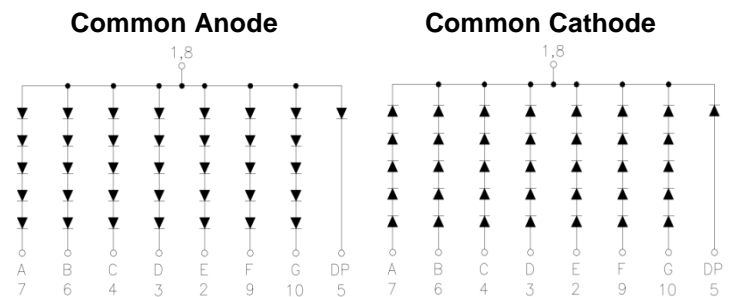 Common Anode Common Cathode
1,8 1,8
A B C D E F G DP A B C D E F G DP
7 6 4 3 2 9 10 5 7 6 4 3 2 9 10 5